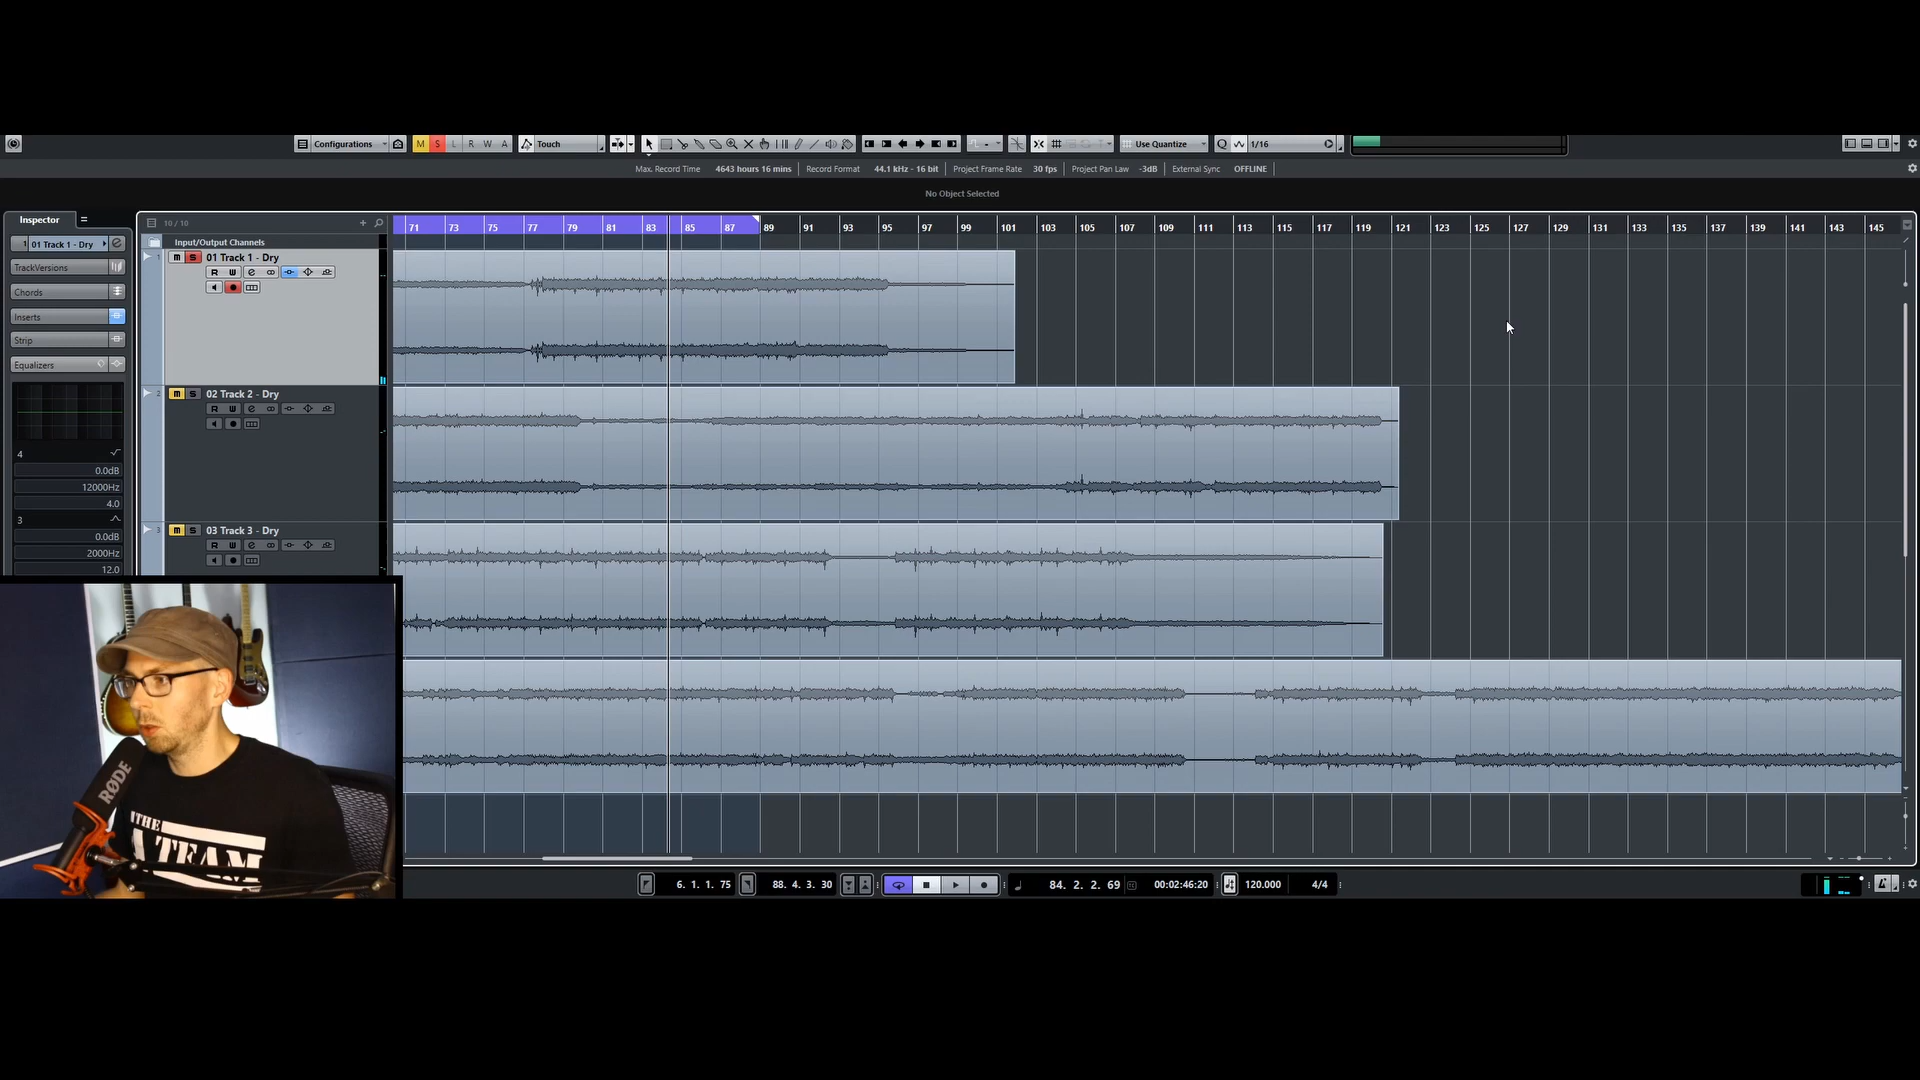 Configurations M S L R W A Touch Use Quantize Q 1/16
Max. Record Time 4643 hours 16 mins Record Format 44.1 kHz - 16 bit Project Frame Rate 30 fps Project Pan Law -3dB External Sync OFFLINE
No Object Selected
Inspector
10 / 10
71 73 75 77 79 81 83 85 87 89 91 93 95 97 99 101 103 105 107 109 111 113 115 117 119 121 123 125 127 129 131 133 135 137 139 141 143 145
Input/Output Channels
1 01 Track 1 - Dry
1 m S 01 Track 1 - Dry
R W e
TrackVersions
Chords
Inserts
Strip
Equalizers
2 m S 02 Track 2 - Dry
R W e
4
0.0dB
12000Hz
4.0
3
0.0dB
2000Hz
12.0
3 m S 03 Track 3 - Dry
R W e
RØDE
THE
A TEAM
6. 1. 1. 75 88. 4. 3. 30 84. 2. 2. 69 00:02:46:20 120.000 4/4